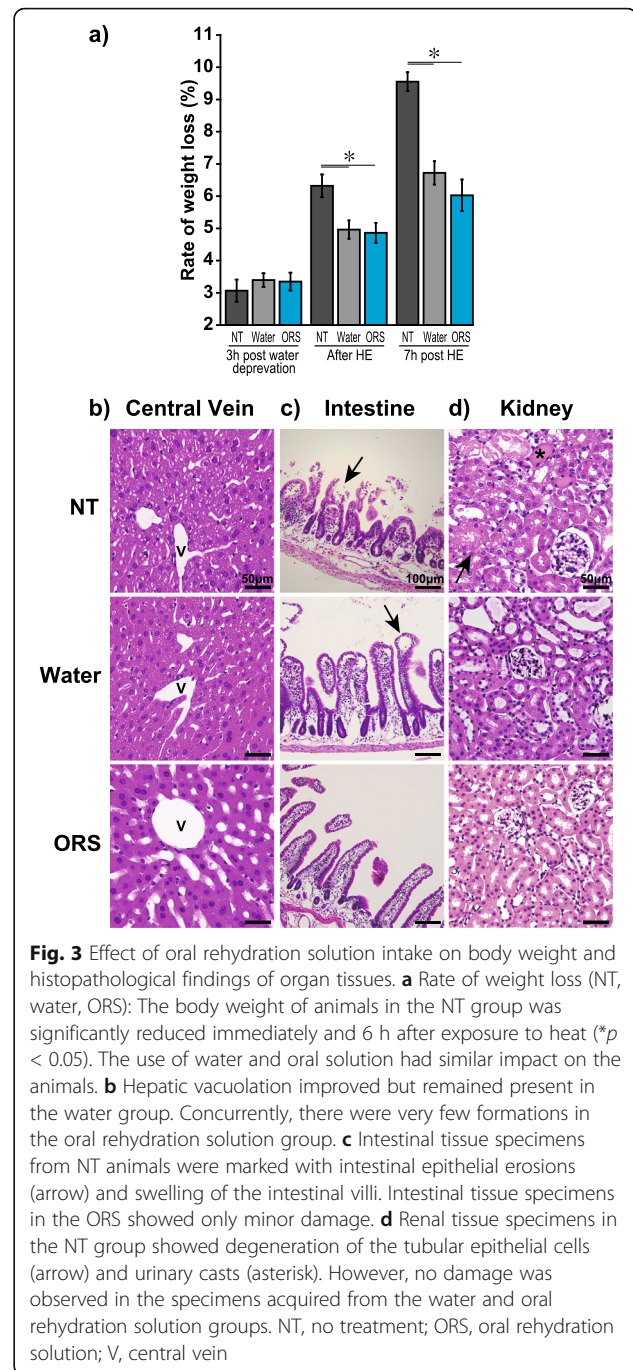 a)
Rate of weight loss (%)
11
10
9
8
7
6
5
4
3
2
*
*
NT Water ORS NT Water ORS NT Water ORS
3h post water
deprevation
After HE
7h post HE
b) Central Vein c) Intestine d) Kidney
NT
V
50µm
100µm
*
50µm
Water
V
ORS
V
Fig. 3 Effect of oral rehydration solution intake on body weight and
histopathological findings of organ tissues. a Rate of weight loss (NT,
water, ORS): The body weight of animals in the NT group was
significantly reduced immediately and 6 h after exposure to heat (*p
< 0.05). The use of water and oral solution had similar impact on the
animals. b Hepatic vacuolation improved but remained present in
the water group. Concurrently, there were very few formations in
the oral rehydration solution group. c Intestinal tissue specimens
from NT animals were marked with intestinal epithelial erosions
(arrow) and swelling of the intestinal villi. Intestinal tissue specimens
in the ORS showed only minor damage. d Renal tissue specimens in
the NT group showed degeneration of the tubular epithelial cells
(arrow) and urinary casts (asterisk). However, no damage was
observed in the specimens acquired from the water and oral
rehydration solution groups. NT, no treatment; ORS, oral rehydration
solution; V, central vein